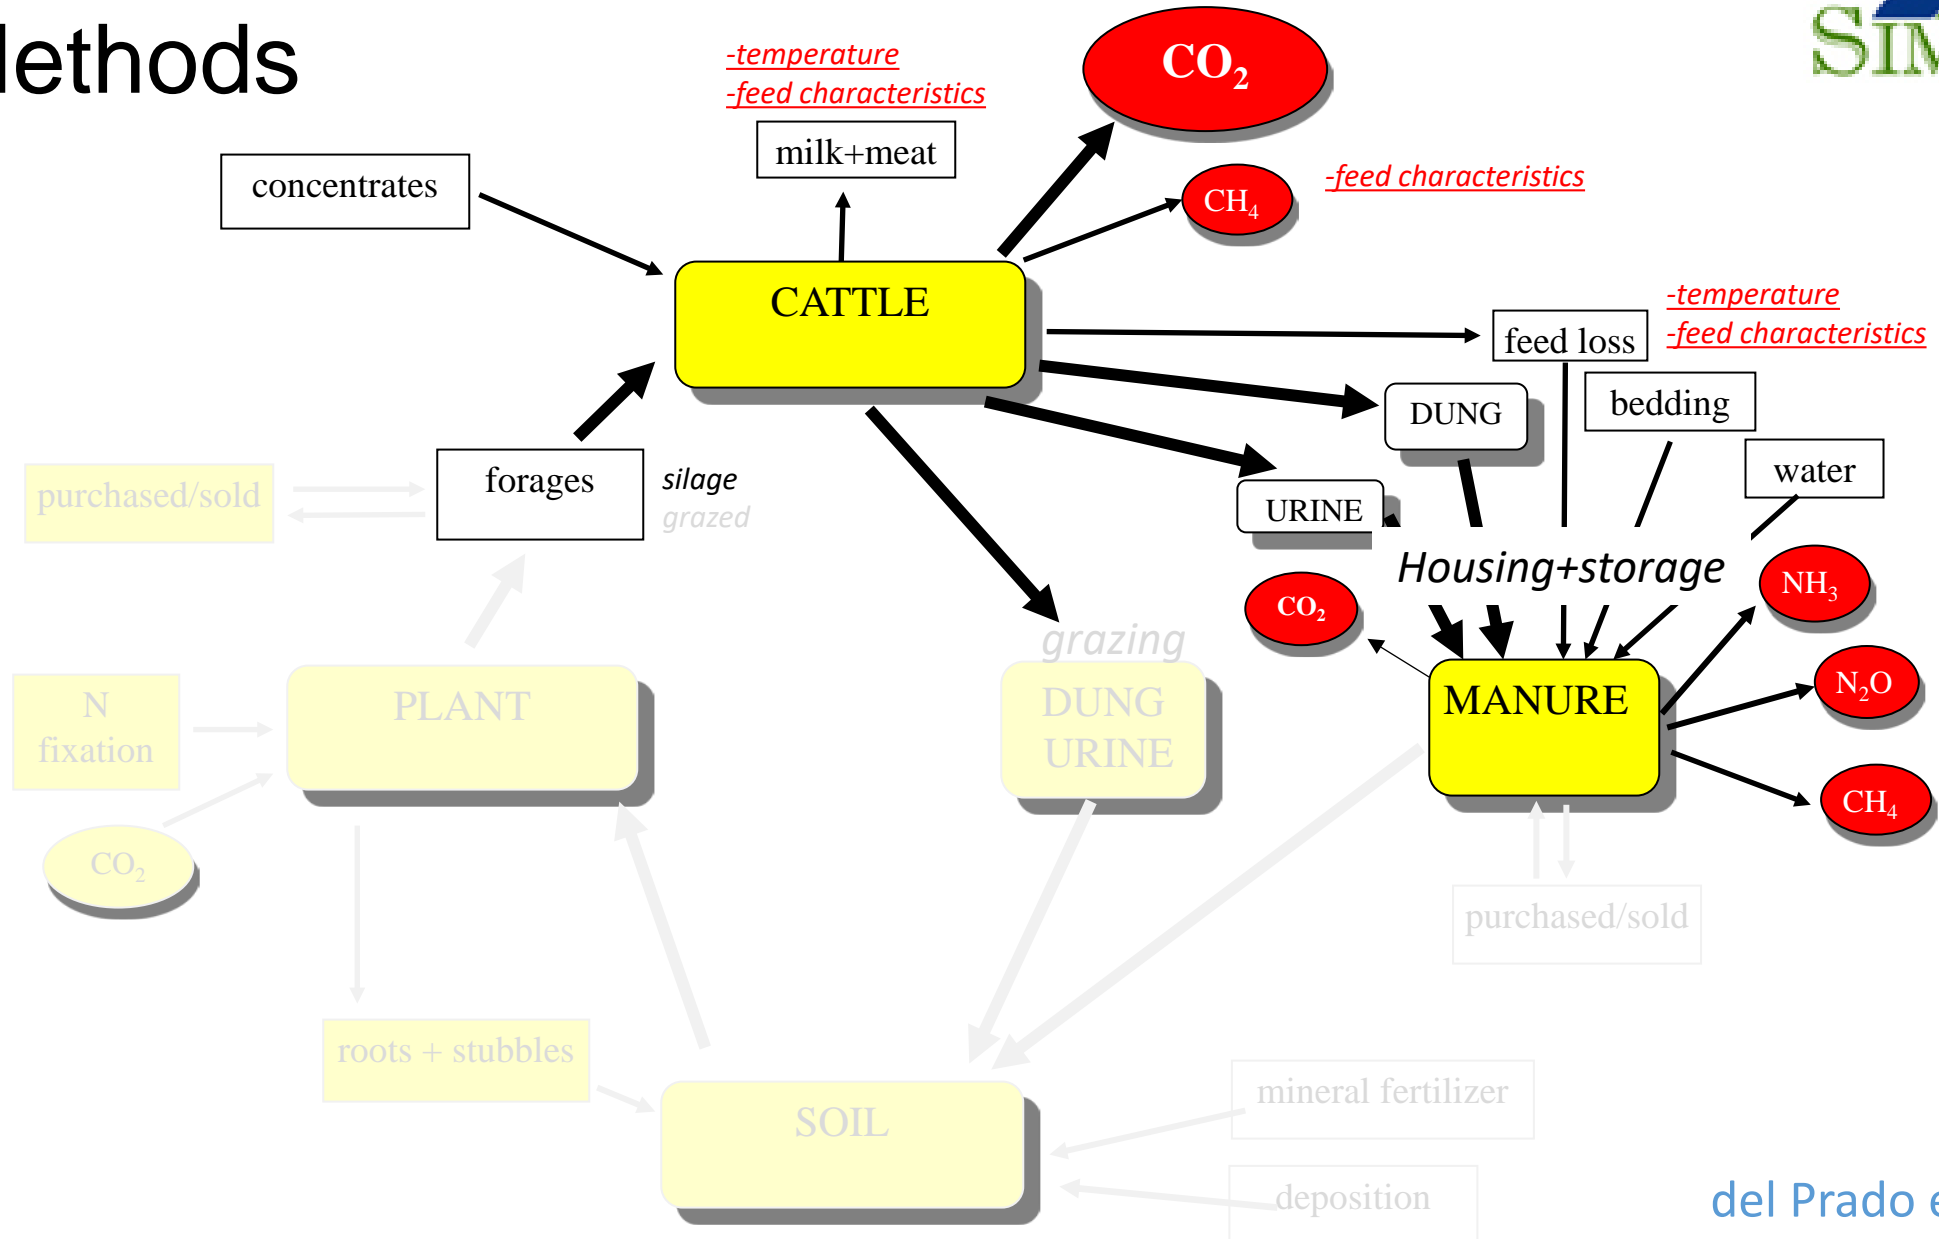 -temperature
-feed characteristics
CO₂
milk+meat
concentrates
CH₄
-feed characteristics
CATTLE
-temperature
-feed characteristics
feed loss
DUNG
bedding
water
forages
silage
grazed
purchased/sold
URINE
Housing+storage
NH₃
CO₂
grazing
DUNG
URINE
N
fixation
PLANT
MANURE
N₂O
CH₄
CO₂
purchased/sold
roots + stubbles
SOIL
mineral fertilizer
deposition
del Prado